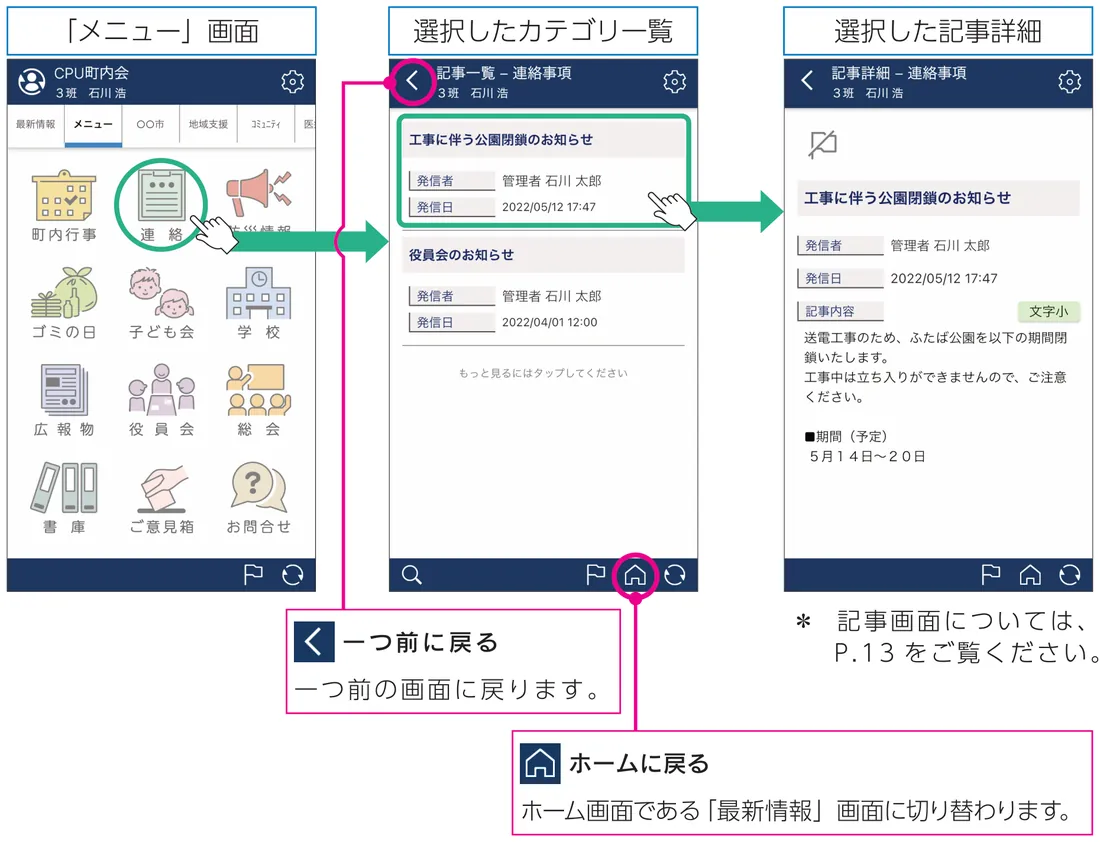 「メニュー」画面
CPU町内会
3班 石川 浩
最新情報 メニュー 〇〇市 地域支援 コミュニティ
町内行事 連絡
ゴミの日 子ども会 学校
広報物 役員会 総会
書庫 ご意見箱 お問合せ
選択したカテゴリ一覧
記事一覧 – 連絡事項
3班 石川 浩
工事に伴う公園閉鎖のお知らせ
発信者 管理者 石川 太郎
発信日 2022/05/12 17:47
役員会のお知らせ
発信者 管理者 石川 太郎
発信日 2022/04/01 12:00
もっと見るにはタップしてください
選択した記事詳細
記事詳細 – 連絡事項
3班 石川 浩
工事に伴う公園閉鎖のお知らせ
発信者 管理者 石川 太郎
発信日 2022/05/12 17:47
記事内容 文字小
送電工事のため、ふたば公園を以下の期間閉
鎖いたします。
工事中は立ち入りができませんので、ご注意
ください。
■期間（予定）
５月１４日～２０日
＊ 記事画面については、
P.13 をご覧ください。
一つ前に戻る
一つ前の画面に戻ります。
ホームに戻る
ホーム画面である「最新情報」画面に切り替わります。